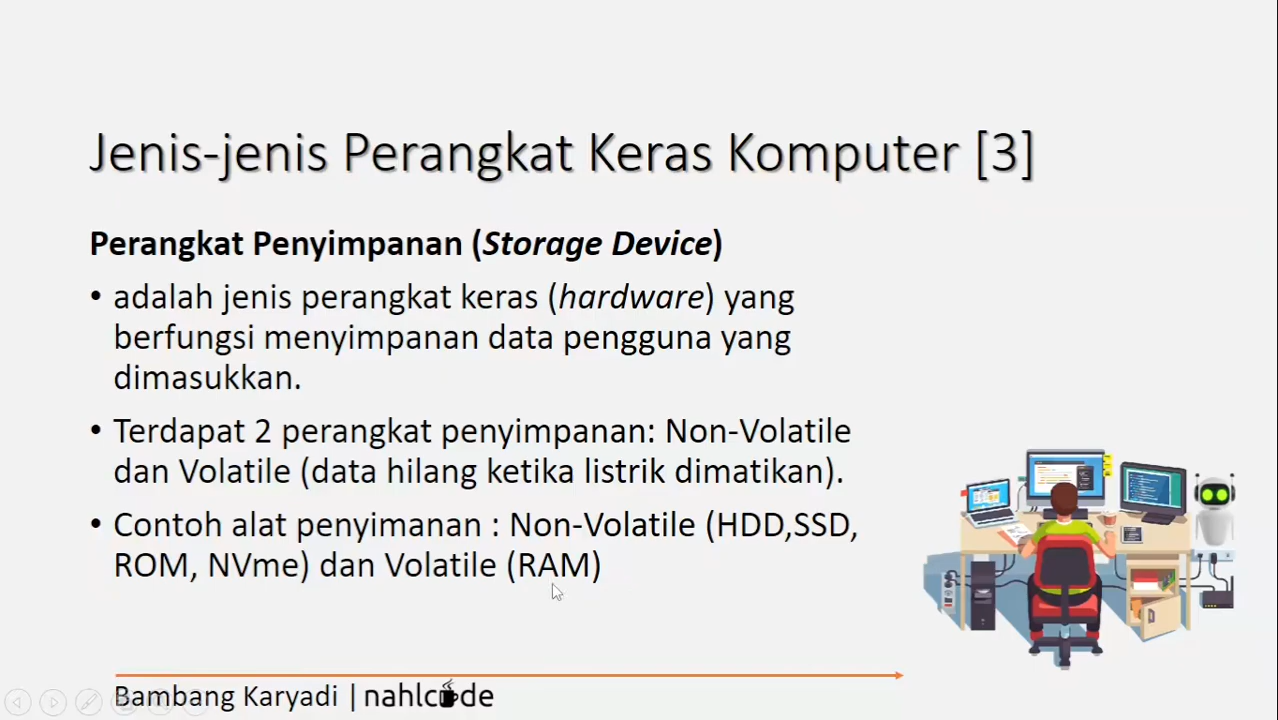 Jenis-jenis Perangkat Keras Komputer [3]
Perangkat Penyimpanan (Storage Device)
• adalah jenis perangkat keras (hardware) yang
berfungsi menyimpanan data pengguna yang
dimasukkan.
• Terdapat 2 perangkat penyimpanan: Non-Volatile
dan Volatile (data hilang ketika listrik dimatikan).
• Contoh alat penyimanan : Non-Volatile (HDD,SSD,
ROM, NVme) dan Volatile (RAM)
Bambang Karyadi | nahlcode